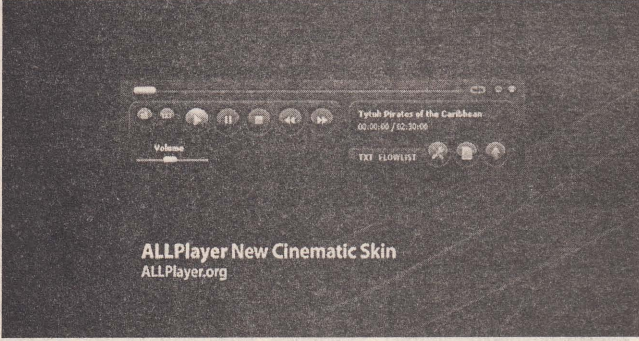 Tytuł: Pirates of the Caribbean
00:00:00 / 02:30:00
Volume
TXT FLOWLIST
ALLPlayer New Cinematic Skin
ALLPlayer.org